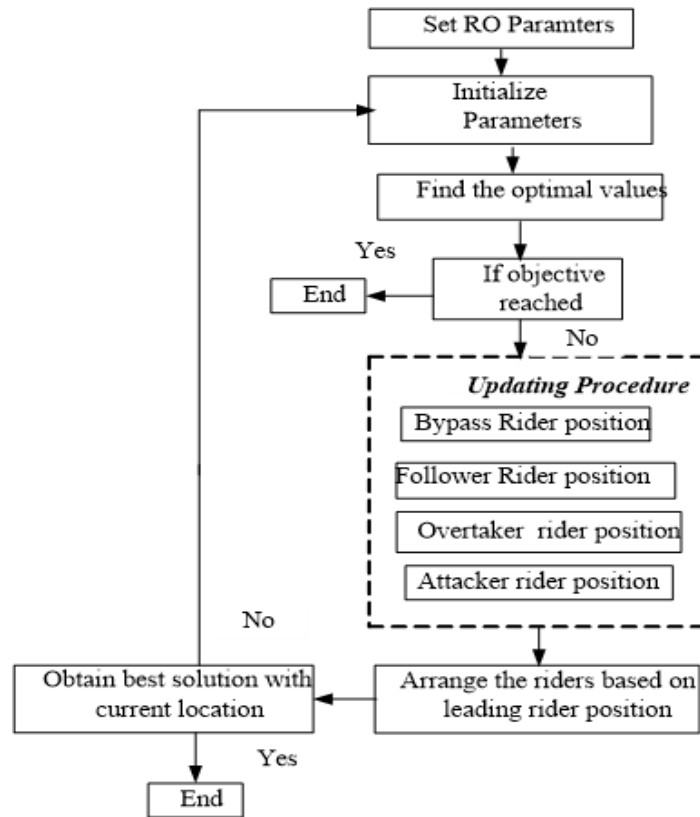 Set RO Paramters
Initialize
Parameters
Find the optimal values
Yes
If objective
reached
End
No
Updating Procedure
Bypass Rider position
Follower Rider position
Overtaker rider position
Attacker rider position
No
Obtain best solution with
current location
Arrange the riders based on
leading rider position
Yes
End